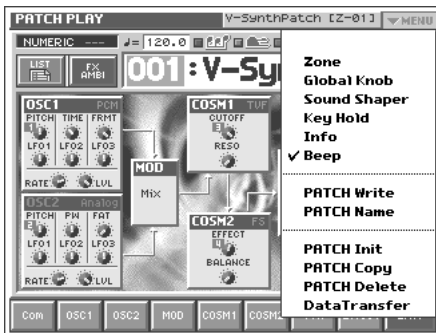 PATCH PLAY
V-SynthPatch [Z-01]
MENU
NUMERIC ---
♩= 120.0
LIST
FX
AMBI
001:V-Sy
Zone
Global Knob
Sound Shaper
Key Hold
Info
✓ Beep
PATCH Write
PATCH Name
PATCH Init
PATCH Copy
PATCH Delete
DataTransfer
OSC1 PCM
PITCH TIME FRMT
1
LFO1 LFO2 LFO3
RATE LVL
OSC2 Analog
PITCH PW FAT
LFO1 LFO2 LFO3
RATE LVL
MOD
Mix
COSM1 TVF
CUTOFF
3
RESO
COSM2 FS
EFFECT
4
BALANCE
Com OSC1 OSC2 MOD COSM1 COSM2